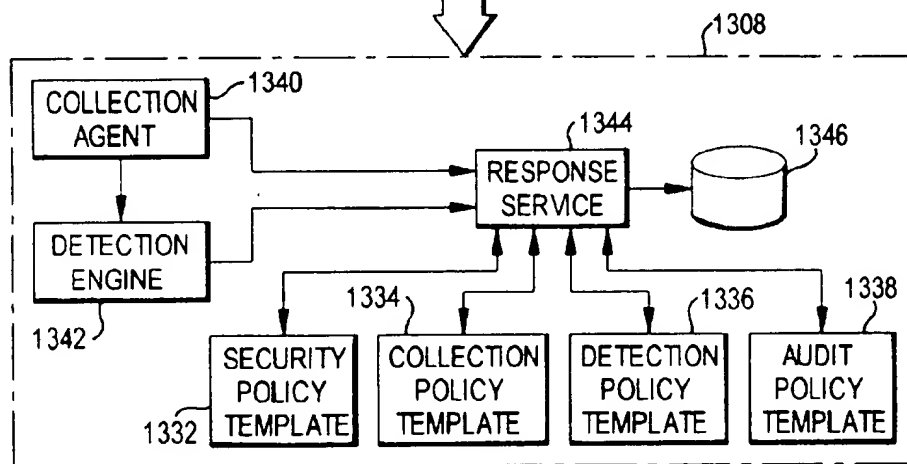 1308
COLLECTION
AGENT
1340
1344
1346
RESPONSE
SERVICE
DETECTION
ENGINE
1342
1334
1336
1338
SECURITY
POLICY
TEMPLATE
1332
COLLECTION
POLICY
TEMPLATE
DETECTION
POLICY
TEMPLATE
AUDIT
POLICY
TEMPLATE